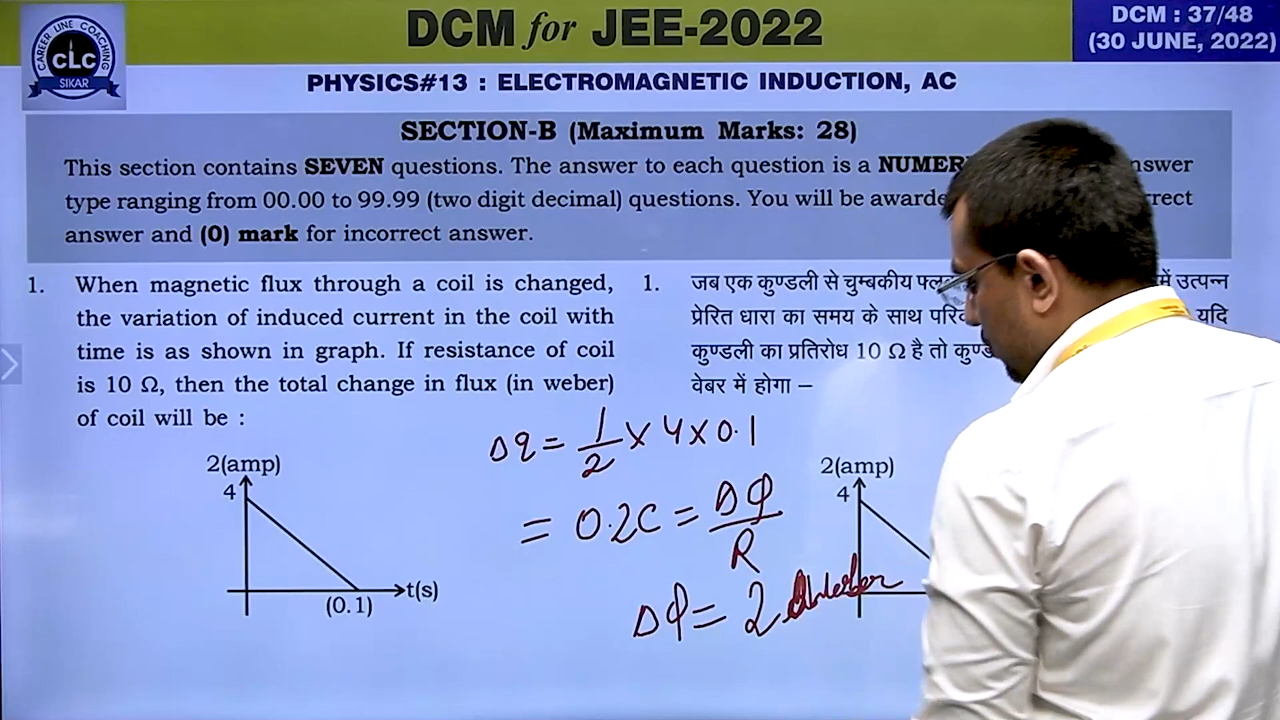 DCM for JEE-2022
DCM : 37/48
(30 JUNE, 2022)
CAREER LINE COACHING
CLC
SIKAR
PHYSICS#13 : ELECTROMAGNETIC INDUCTION, AC
SECTION-B (Maximum Marks: 28)
This section contains SEVEN questions. The answer to each question is a
type ranging from 00.00 to 99.99 (two digit decimal) questions. You will be
answer and (0) mark for incorrect answer.
1. When magnetic flux through a coil is changed,
the variation of induced current in the coil with
time is as shown in graph. If resistance of coil
is 10 Ω, then the total change in flux (in weber)
of coil will be :
1. जब एक कुण्डली से चुम्बकीय में उत्पन्न
प्रेरित धारा का समय के साथ यदि
कुण्डली का प्रतिरोध 10 Ω है तो
वेबर में होगा –
Δq = 1/2 × 4 × 0.1
= 0.2C = Δφ/R
Δφ = 2
2(amp)
4
t(s)
(0.1)
2(amp)
4